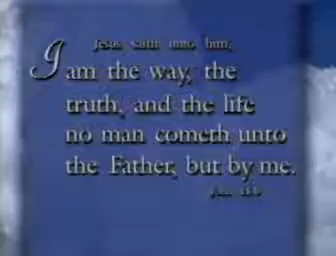 Jesus saith unto him,
I am the way, the
truth, and the life
no man cometh unto
the Father, but by me.